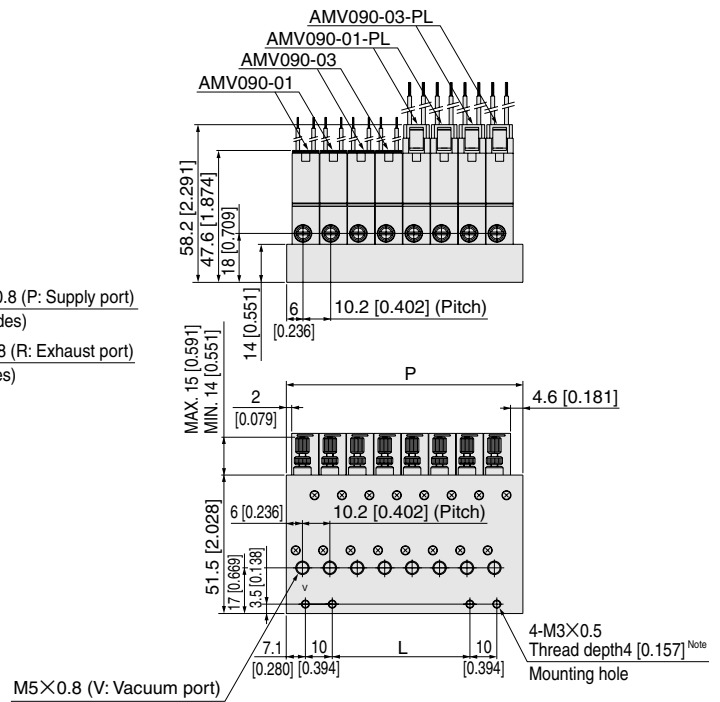 AMV090-03-PL
AMV090-01-PL
AMV090-03
AMV090-01
58.2 [2.291]
47.6 [1.874]
18 [0.709]
14 [0.551]
6
[0.236]
10.2 [0.402] (Pitch)
0.8 (P: Supply port)
des)
8 (R: Exhaust port)
es)
P
MAX. 15 [0.591]
MIN. 14 [0.551]
2
[0.079]
4.6 [0.181]
6 [0.236]
10.2 [0.402] (Pitch)
51.5 [2.028]
17 [0.669]
3.5 [0.138]
V
7.1
[0.280]
10
[0.394]
L
10
[0.394]
4-M3×0.5
Thread depth4 [0.157] Note
Mounting hole
M5×0.8 (V: Vacuum port)